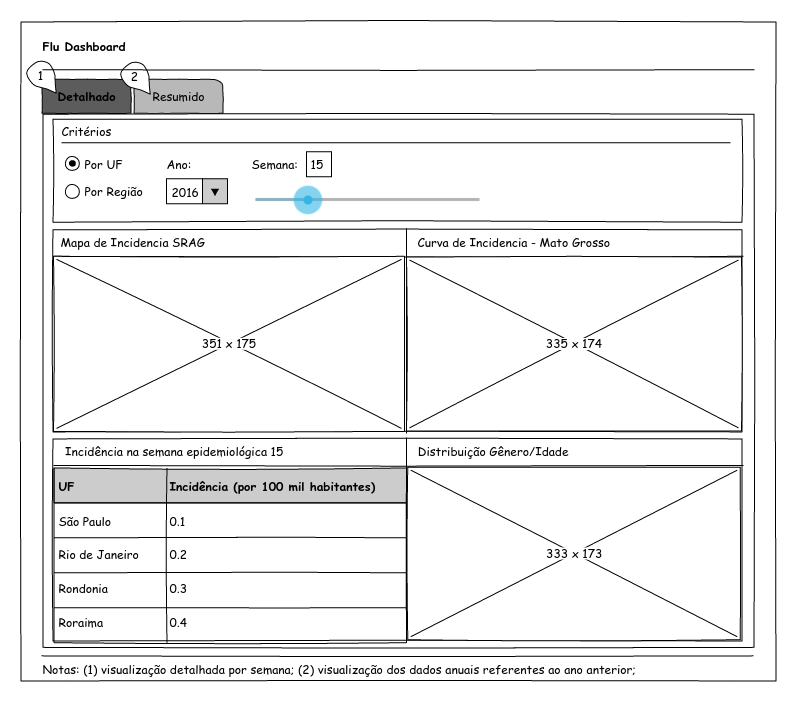 Flu Dashboard
1
2
Detalhado
Resumido
Critérios
Por UF
Ano:
Semana:
15
Por Região
2016
Mapa de Incidencia SRAG
Curva de Incidencia - Mato Grosso
351 x 175
335 x 174
Incidência na semana epidemiológica 15
Distribuição Gênero/Idade
UF
Incidência (por 100 mil habitantes)
São Paulo
0.1
Rio de Janeiro
0.2
333 x 173
Rondonia
0.3
Roraima
0.4
Notas: (1) visualização detalhada por semana; (2) visualização dos dados anuais referentes ao ano anterior;